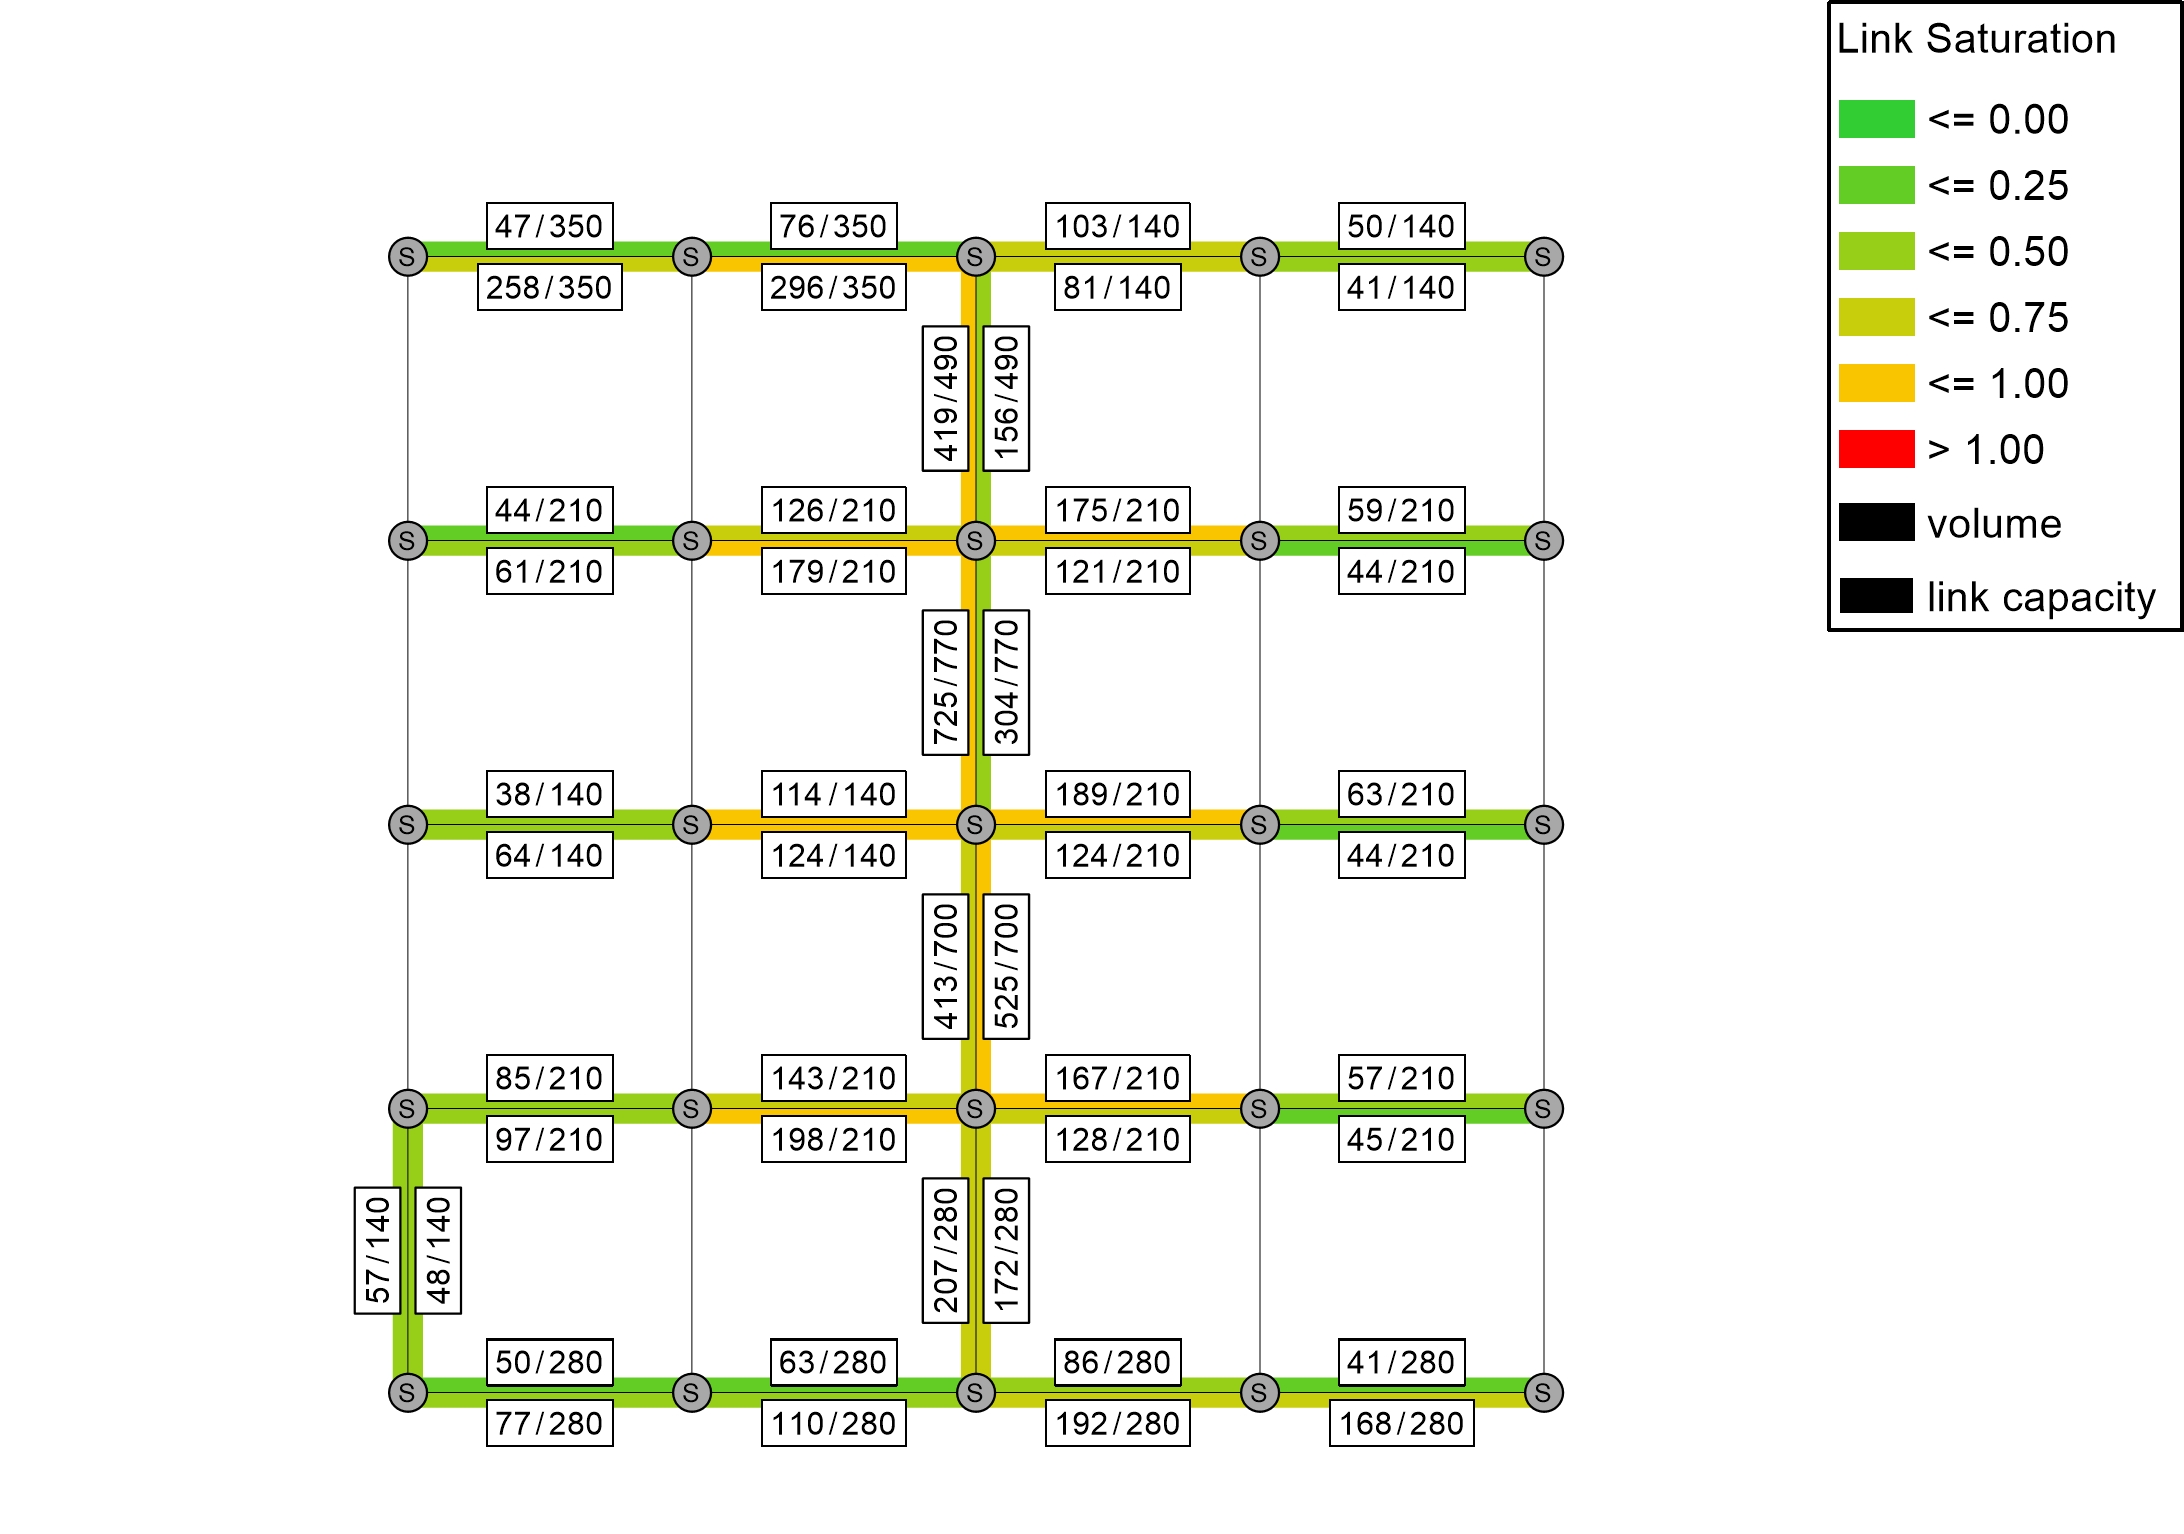 Link Saturation
<= 0.00
<= 0.25
<= 0.50
<= 0.75
<= 1.00
> 1.00
volume
link capacity
47/350
76/350
103/140
50/140
S
S
S
S
S
258/350
296/350
81/140
41/140
419/490
156/490
44/210
126/210
175/210
59/210
S
S
S
S
S
61/210
179/210
121/210
44/210
725/770
304/770
38/140
114/140
189/210
63/210
S
S
S
S
S
64/140
124/140
124/210
44/210
413/700
525/700
85/210
143/210
167/210
57/210
S
S
S
S
S
97/210
198/210
128/210
45/210
57/140
48/140
207/280
172/280
50/280
63/280
86/280
41/280
S
S
S
S
S
77/280
110/280
192/280
168/280